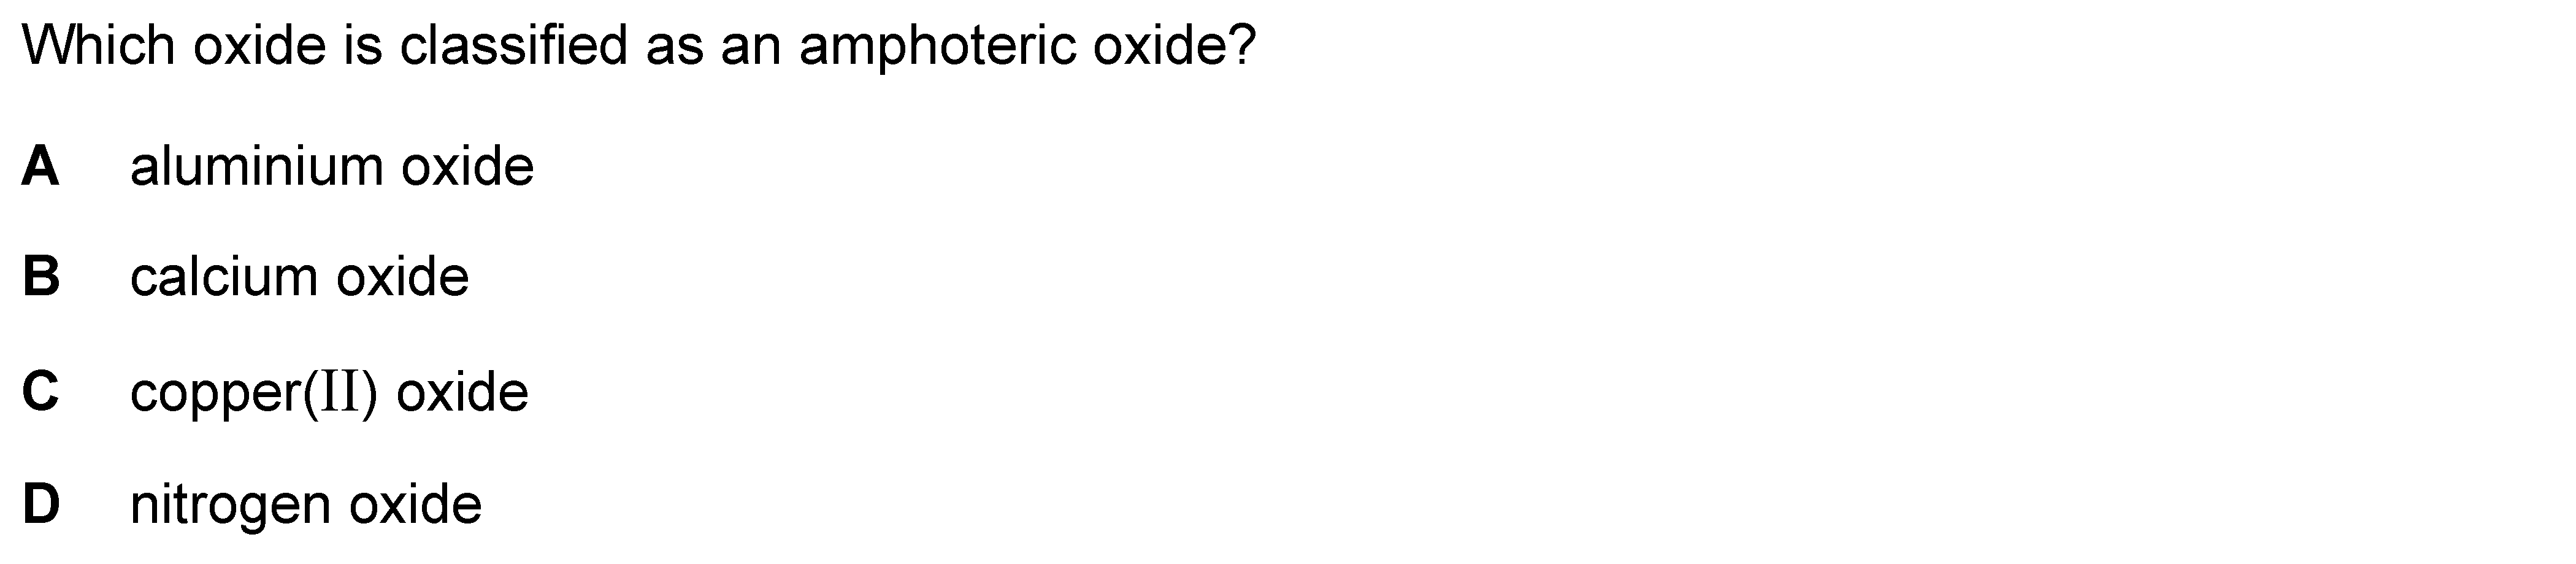 Which oxide is classified as an amphoteric oxide?
A aluminium oxide
B calcium oxide
C copper(II) oxide
D nitrogen oxide